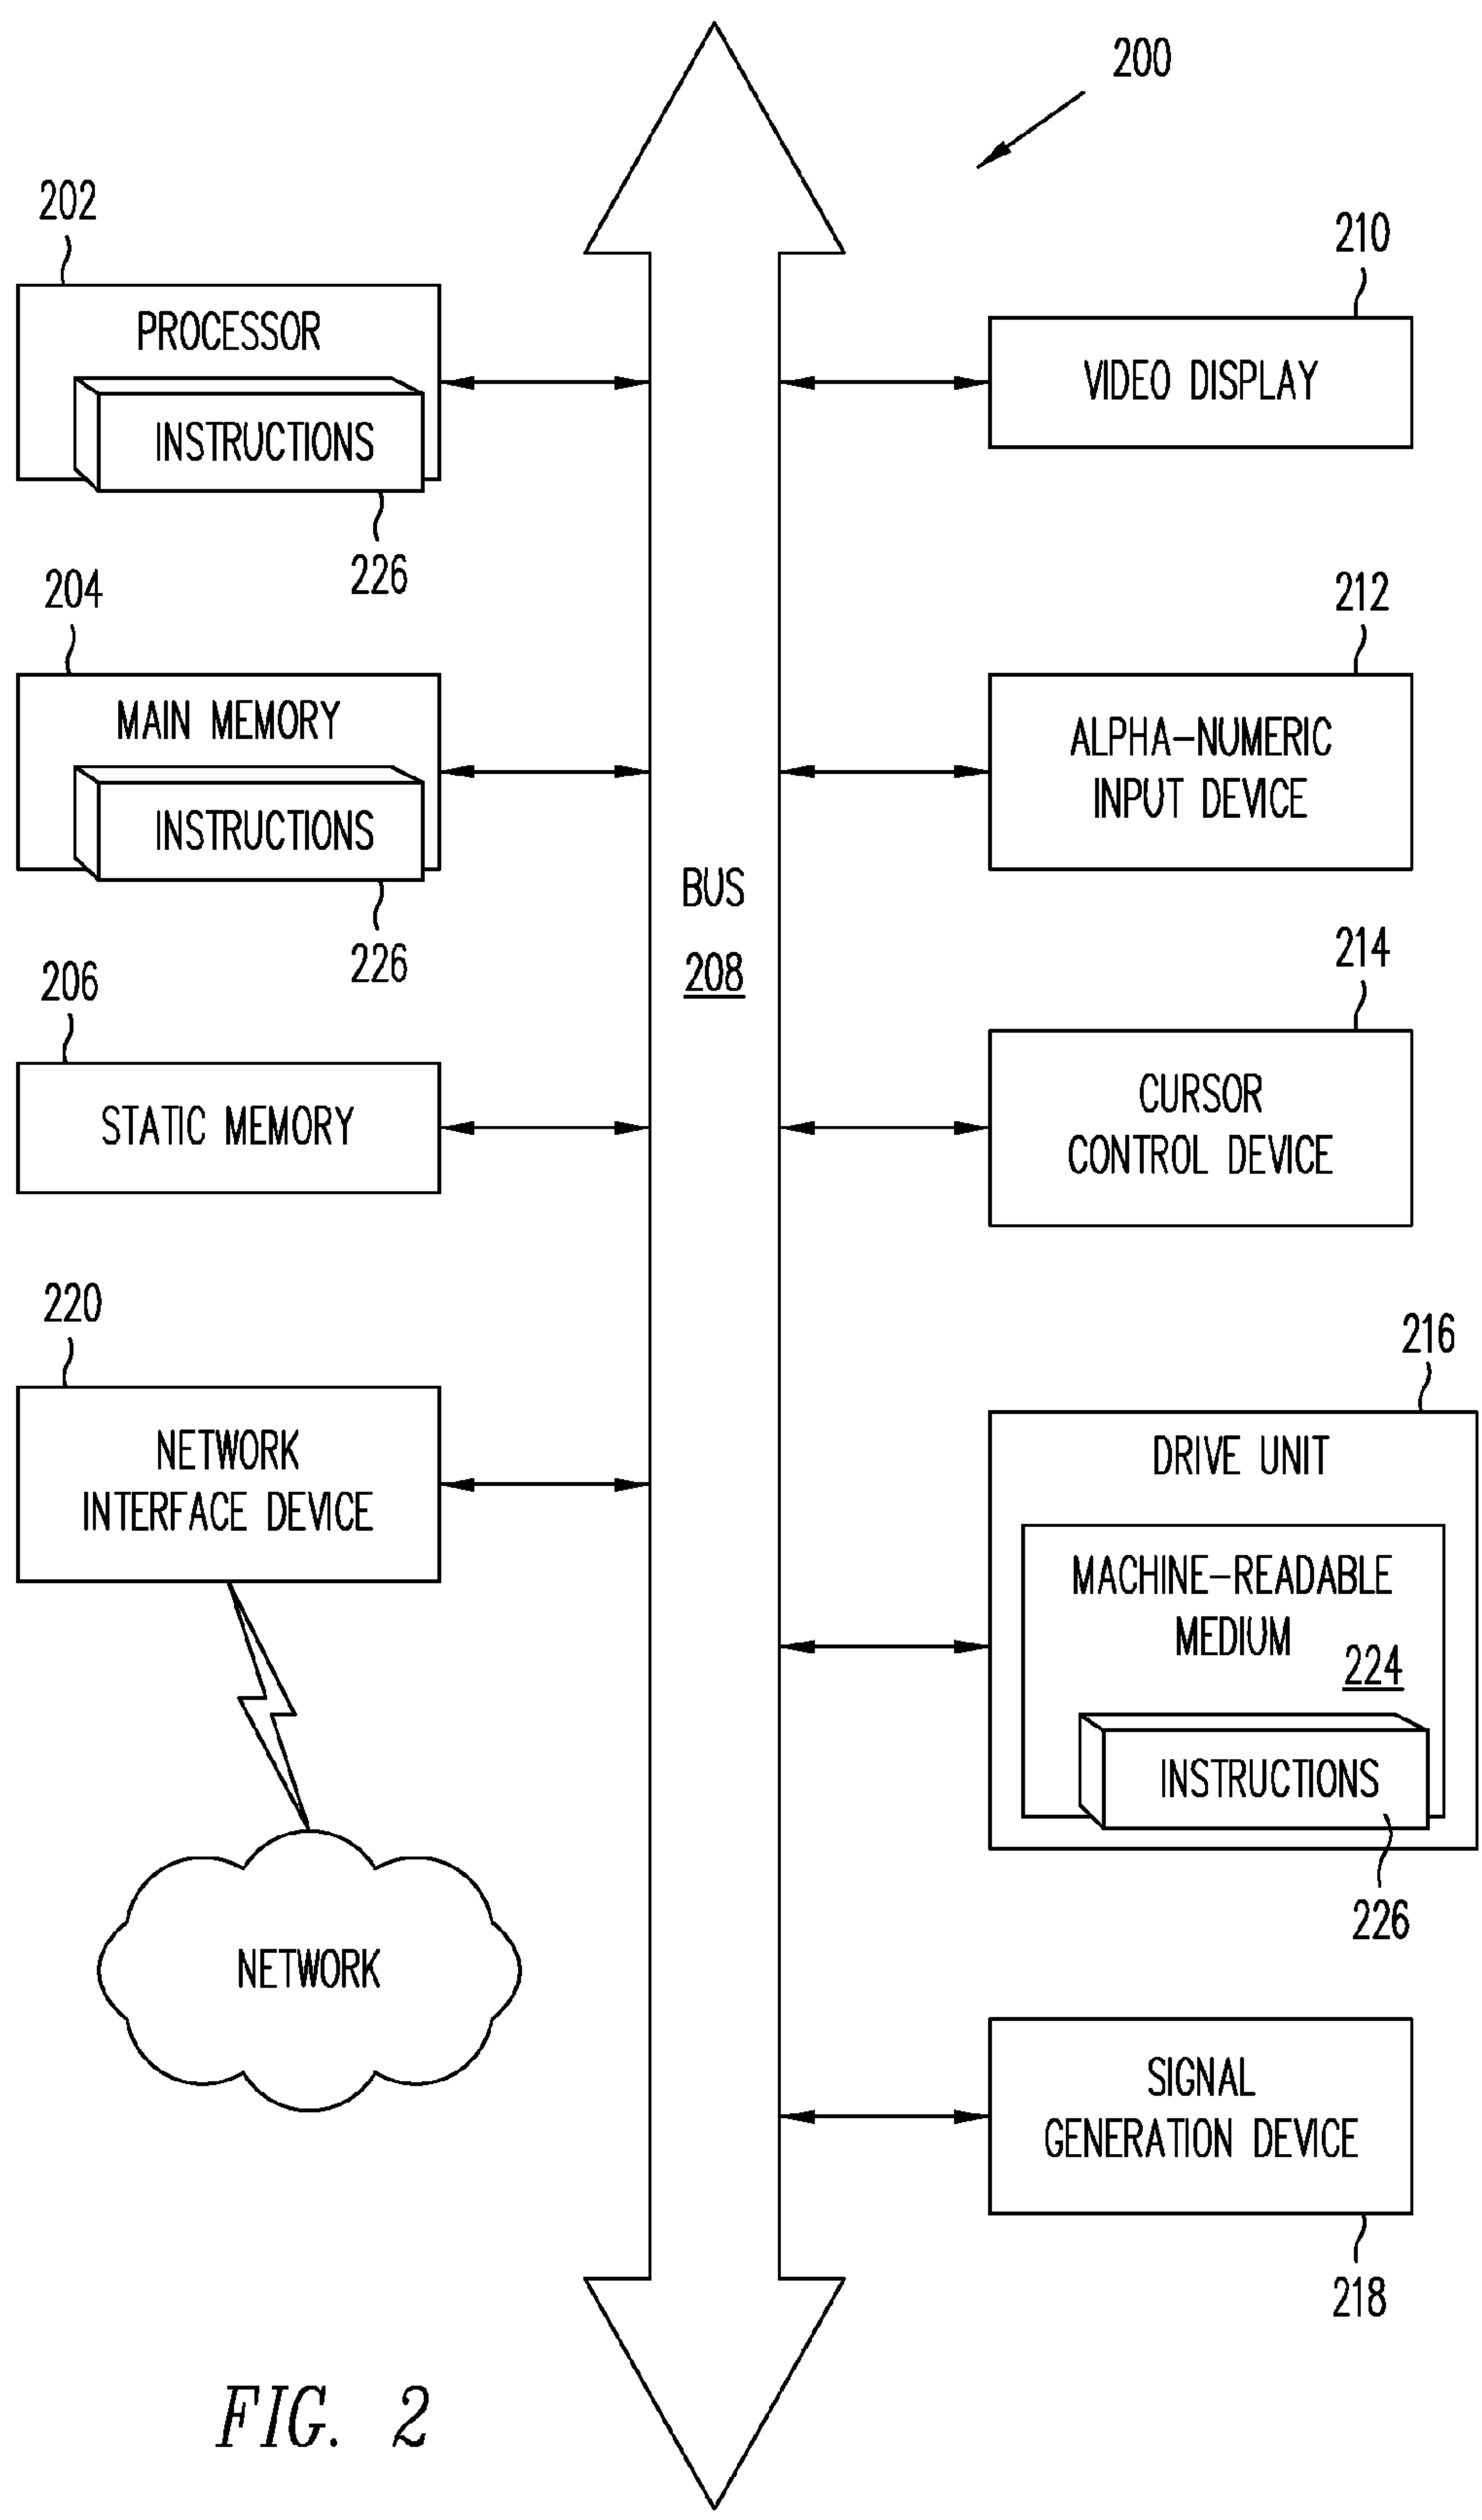 200
202
PROCESSOR
INSTRUCTIONS
226
204
MAIN MEMORY
INSTRUCTIONS
226
206
STATIC MEMORY
220
NETWORK
INTERFACE DEVICE
NETWORK
BUS
208
210
VIDEO DISPLAY
212
ALPHA-NUMERIC
INPUT DEVICE
214
CURSOR
CONTROL DEVICE
216
DRIVE UNIT
MACHINE-READABLE
MEDIUM
224
INSTRUCTIONS
226
SIGNAL
GENERATION DEVICE
218
FIG. 2